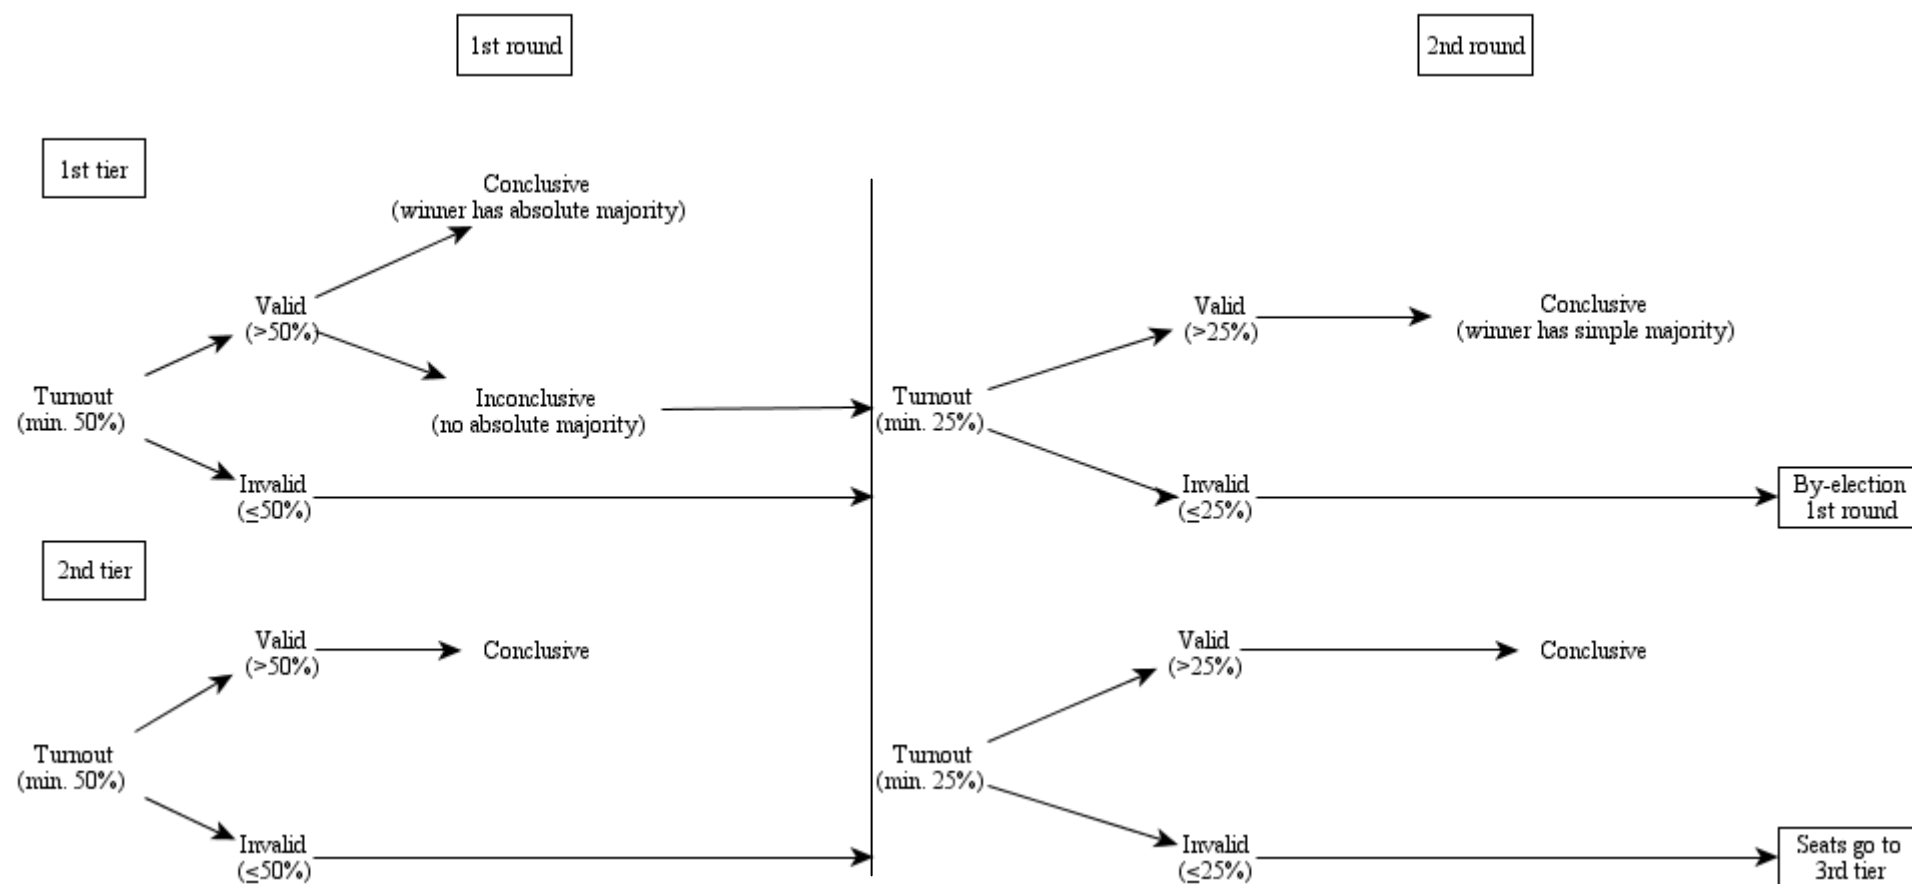 1st round
2nd round
1st tier
Conclusive
(winner has absolute majority)
Valid
(>50%)
Valid
(>25%)
Conclusive
(winner has simple majority)
Turnout
(min. 50%)
Inconclusive
(no absolute majority)
Turnout
(min. 25%)
Invalid
(≤50%)
Invalid
(≤25%)
By-election
1st round
2nd tier
Valid
(>50%)
Conclusive
Valid
(>25%)
Conclusive
Turnout
(min. 50%)
Turnout
(min. 25%)
Invalid
(≤50%)
Invalid
(≤25%)
Seats go to
3rd tier